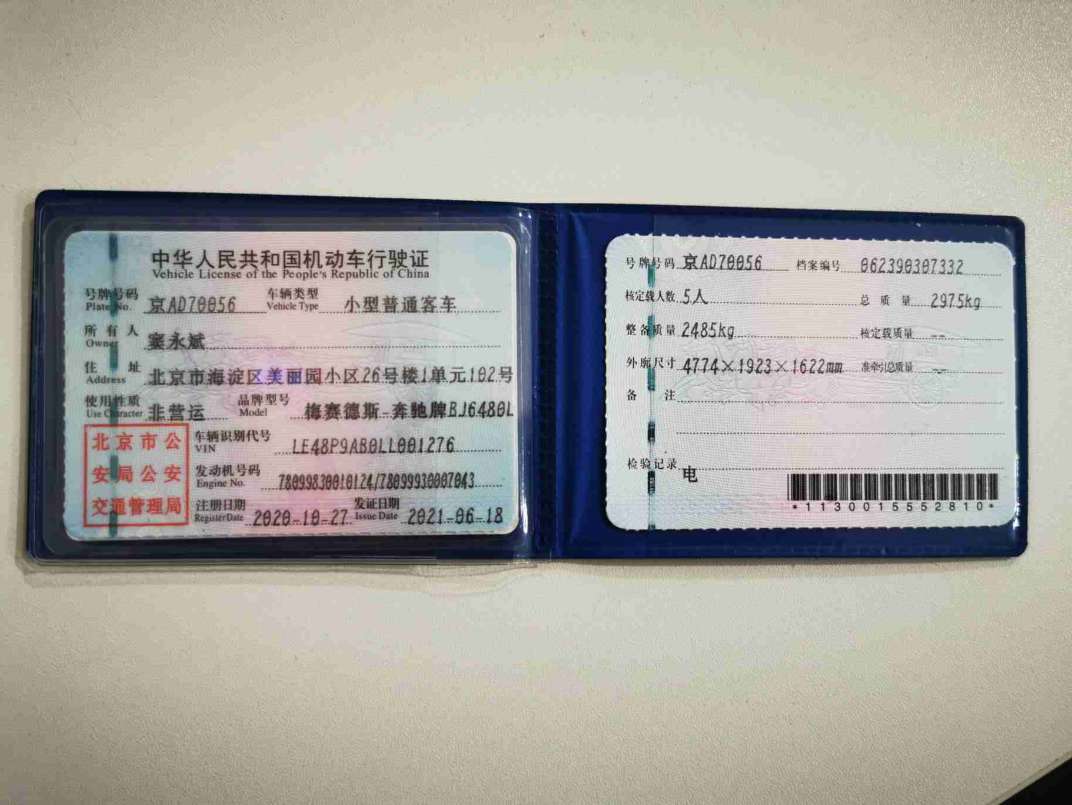 中华人民共和国机动车行驶证
Vehicle License of the People's Republic of China
号牌号码 京AD70056 车辆类型 小型普通客车
Plate No. Vehicle Type
所有人 窦永斌
Owner
住址 北京市海淀区美丽园小区26号楼1单元102号
Address
使用性质 非营运 品牌型号 梅赛德斯-奔驰牌BJ6480L
Use Character Model
北京市公
安局公安
交通管理局
车辆识别代号 LE48P9AB0LL001276
VIN
发动机号码 78099830010124/78099930007043
Engine No.
注册日期 2020-10-27 发证日期 2021-06-18
Register Date Issue Date
号牌号码 京AD70056 档案编号 062390307332
核定载人数 5人 总质量 2975kg
整备质量 2485kg 核定载质量 --
外廓尺寸 4774×1923×1622mm 准牵引总质量 --
备注
检验记录 电
*1130015552810*